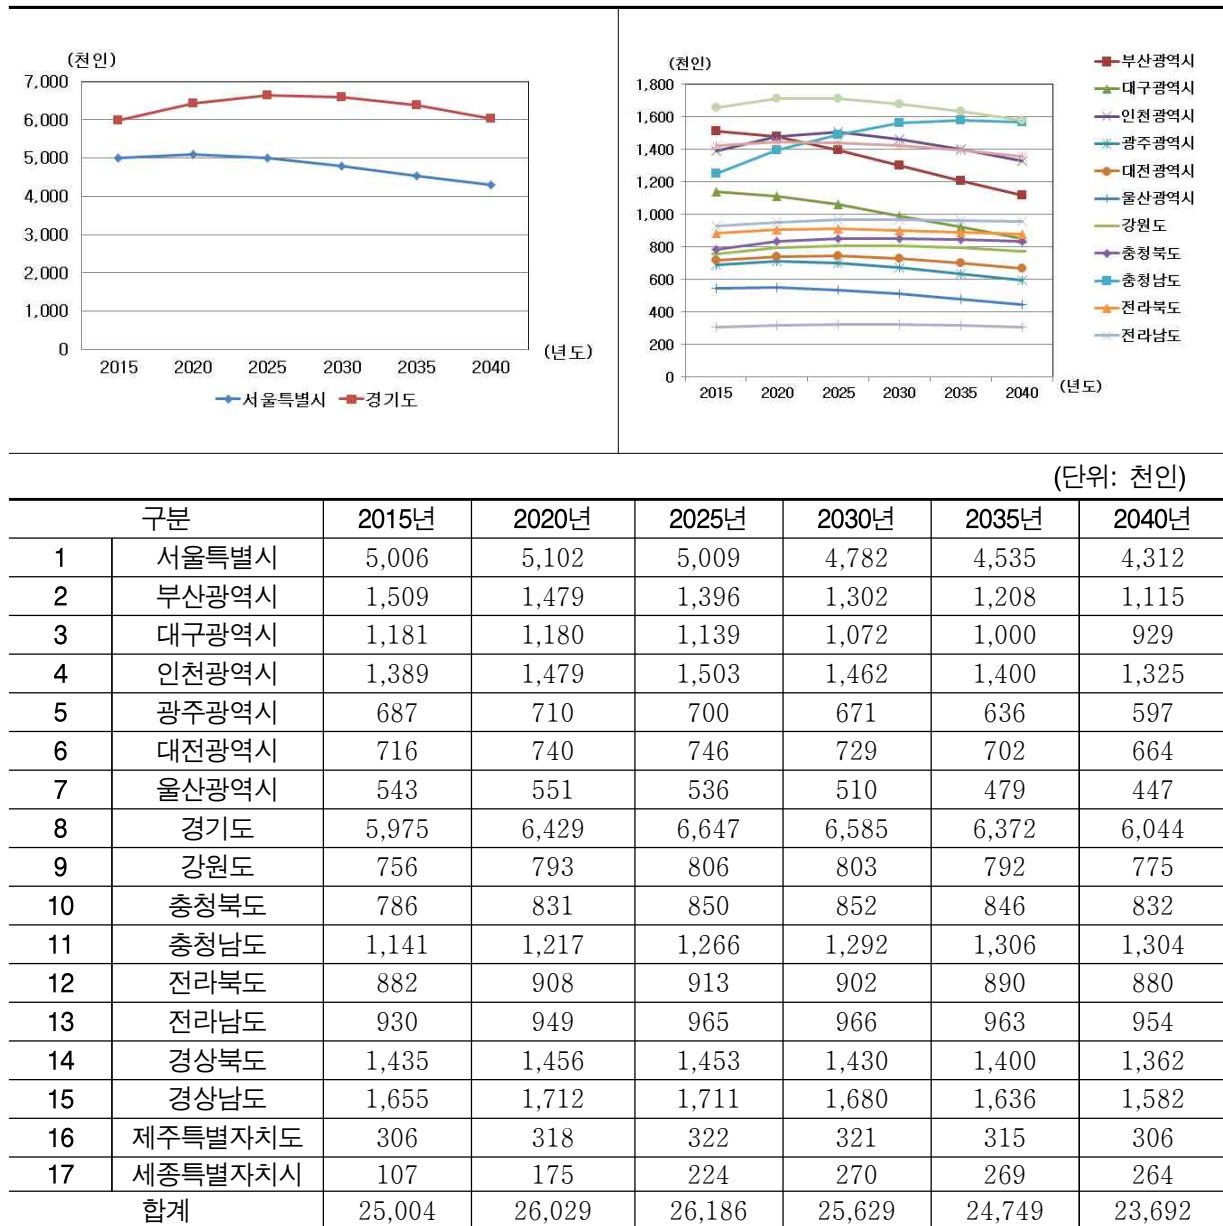 (천인)
7,000
6,000
5,000
4,000
3,000
2,000
1,000
0
2015 2020 2025 2030 2035 2040
(년도)
서울특별시 경기도
(천인)
1,800
1,600
1,400
1,200
1,000
800
600
400
200
0
2015 2020 2025 2030 2035 2040
(년도)
부산광역시
대구광역시
인천광역시
광주광역시
대전광역시
울산광역시
강원도
충청북도
충청남도
전라북도
전라남도
(단위: 천인)
구분 2015년 2020년 2025년 2030년 2035년 2040년
1 서울특별시 5,006 5,102 5,009 4,782 4,535 4,312
2 부산광역시 1,509 1,479 1,396 1,302 1,208 1,115
3 대구광역시 1,181 1,180 1,139 1,072 1,000 929
4 인천광역시 1,389 1,479 1,503 1,462 1,400 1,325
5 광주광역시 687 710 700 671 636 597
6 대전광역시 716 740 746 729 702 664
7 울산광역시 543 551 536 510 479 447
8 경기도 5,975 6,429 6,647 6,585 6,372 6,044
9 강원도 756 793 806 803 792 775
10 충청북도 786 831 850 852 846 832
11 충청남도 1,141 1,217 1,266 1,292 1,306 1,304
12 전라북도 882 908 913 902 890 880
13 전라남도 930 949 965 966 963 954
14 경상북도 1,435 1,456 1,453 1,430 1,400 1,362
15 경상남도 1,655 1,712 1,711 1,680 1,636 1,582
16 제주특별자치도 306 318 322 321 315 306
17 세종특별자치시 107 175 224 270 269 264
합계 25,004 26,029 26,186 25,629 24,749 23,692